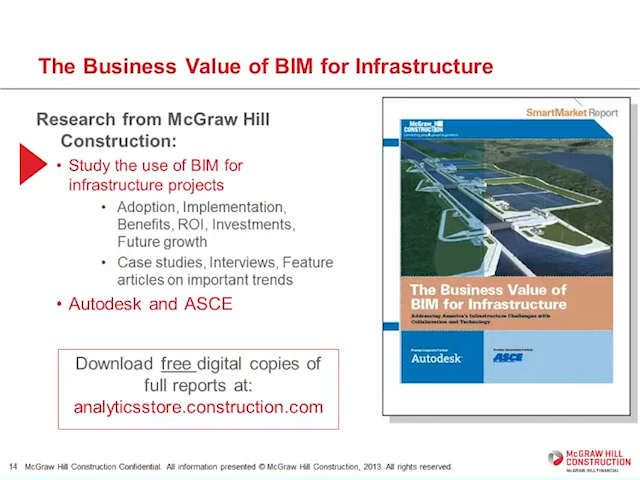 The Business Value of BIM for Infrastructure
Research from McGraw Hill
Construction:
• Study the use of BIM for
infrastructure projects
• Adoption, Implementation,
Benefits, ROI, Investments,
Future growth
• Case studies, Interviews, Feature
articles on important trends
• Autodesk and ASCE
Download free digital copies of
full reports at:
analyticsstore.construction.com
SmartMarket Report
McGraw Hill
CONSTRUCTION
The Business Value of
BIM for Infrastructure
Addressing America's Infrastructure Challenges with
Collaboration and Technology
Autodesk
ASCE
14 McGraw Hill Construction Confidential. All information presented © McGraw Hill Construction, 2013. All rights reserved.
McGRAW HILL
CONSTRUCTION
McGRAW HILL FINANCIAL